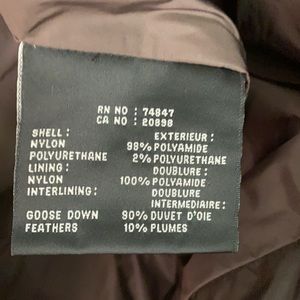 RN NO : 74847
CA NO : 20898
SHELL : EXTERIEUR :
NYLON 98% POLYAMIDE
POLYURETHANE 2% POLYURETHANE
LINING : DOUBLURE :
NYLON 100% POLYAMIDE
INTERLINING: DOUBLURE
INTERMEDIAIRE :
GOOSE DOWN 90% DUVET D'OIE
FEATHERS 10% PLUMES